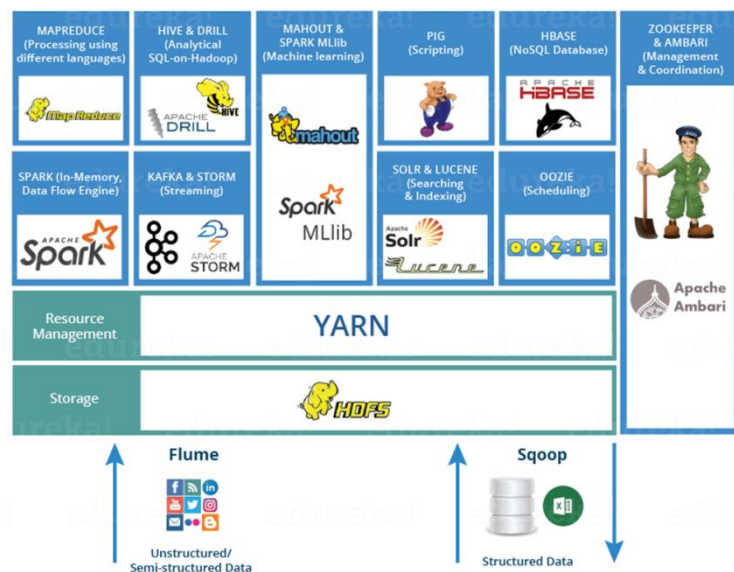 MAPREDUCE
(Processing using
different languages)
Map Reduce
HIVE & DRILL
(Analytical
SQL-on-Hadoop)
HIVE
APACHE
DRILL
MAHOUT &
SPARK MLlib
(Machine learning)
mahout
Spark
MLlib
PIG
(Scripting)
HBASE
(NoSQL Database)
APACHE
HBASE
ZOOKEEPER
& AMBARI
(Management
& Coordination)
Apache
Ambari
SPARK (In-Memory,
Data Flow Engine)
APACHE
Spark
KAFKA & STORM
(Streaming)
APACHE
STORM
SOLR & LUCENE
(Searching
& Indexing)
Apache
Solr
Lucene
OOZIE
(Scheduling)
OOZIE
Resource
Management
YARN
Storage
HDFS
edureka!
Flume
Unstructured/
Semi-structured Data
Sqoop
Structured Data